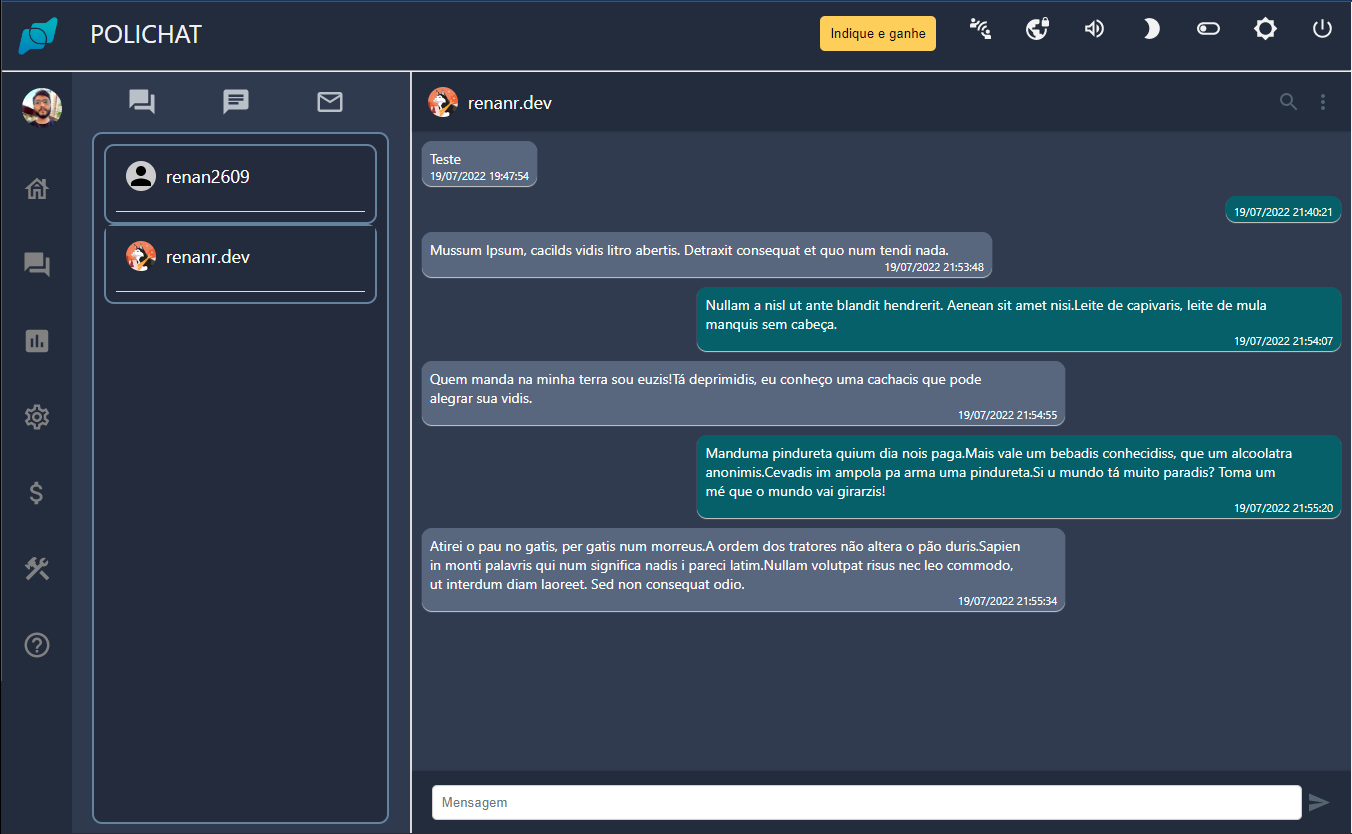 POLICHAT
Indique e ganhe
renan2609
renanr.dev
renanr.dev
Teste
19/07/2022 19:47:54
19/07/2022 21:40:21
Mussum Ipsum, cacilds vidis litro abertis. Detraxit consequat et quo num tendi nada.
19/07/2022 21:53:48
Nullam a nisl ut ante blandit hendrerit. Aenean sit amet nisi.Leite de capivaris, leite de mula
manquis sem cabeça.
19/07/2022 21:54:07
Quem manda na minha terra sou euzis!Tá deprimidis, eu conheço uma cachacis que pode
alegrar sua vidis.
19/07/2022 21:54:55
Manduma pindureta quium dia nois paga.Mais vale um bebadis conhecidiss, que um alcoolatra
anonimis.Cevadis im ampola pa arma uma pindureta.Si u mundo tá muito paradis? Toma um
mé que o mundo vai girarzis!
19/07/2022 21:55:20
Atirei o pau no gatis, per gatis num morreus.A ordem dos tratores não altera o pão duris.Sapien
in monti palavris qui num significa nadis i pareci latim.Nullam volutpat risus nec leo commodo,
ut interdum diam laoreet. Sed non consequat odio.
19/07/2022 21:55:34
Mensagem